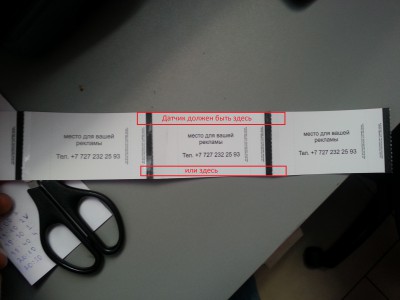 Датчик должен быть здесь
место для вашей
рекламы
Тел. +7 727 232 25 93
место для вашей
рекламы
Тел. +7 727 232 25 93
место для вашей
рекламы
Тел. +7 727 232 25 93
или здесь